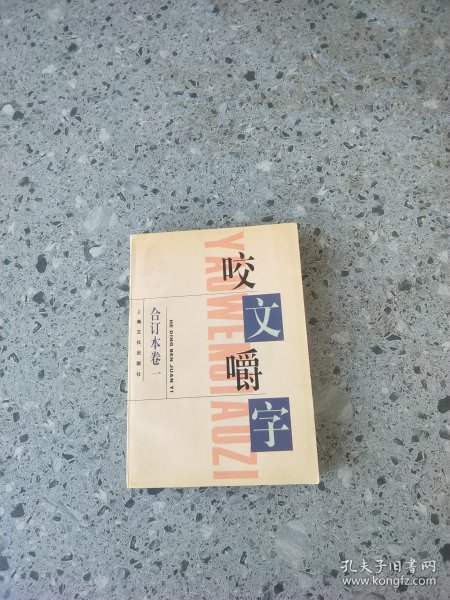 咬文嚼字
YAOWENJIAOZI
合订本卷一
HE DING BEN JUAN YI
上海文化出版社
孔夫子旧书网
www.kongfz.com